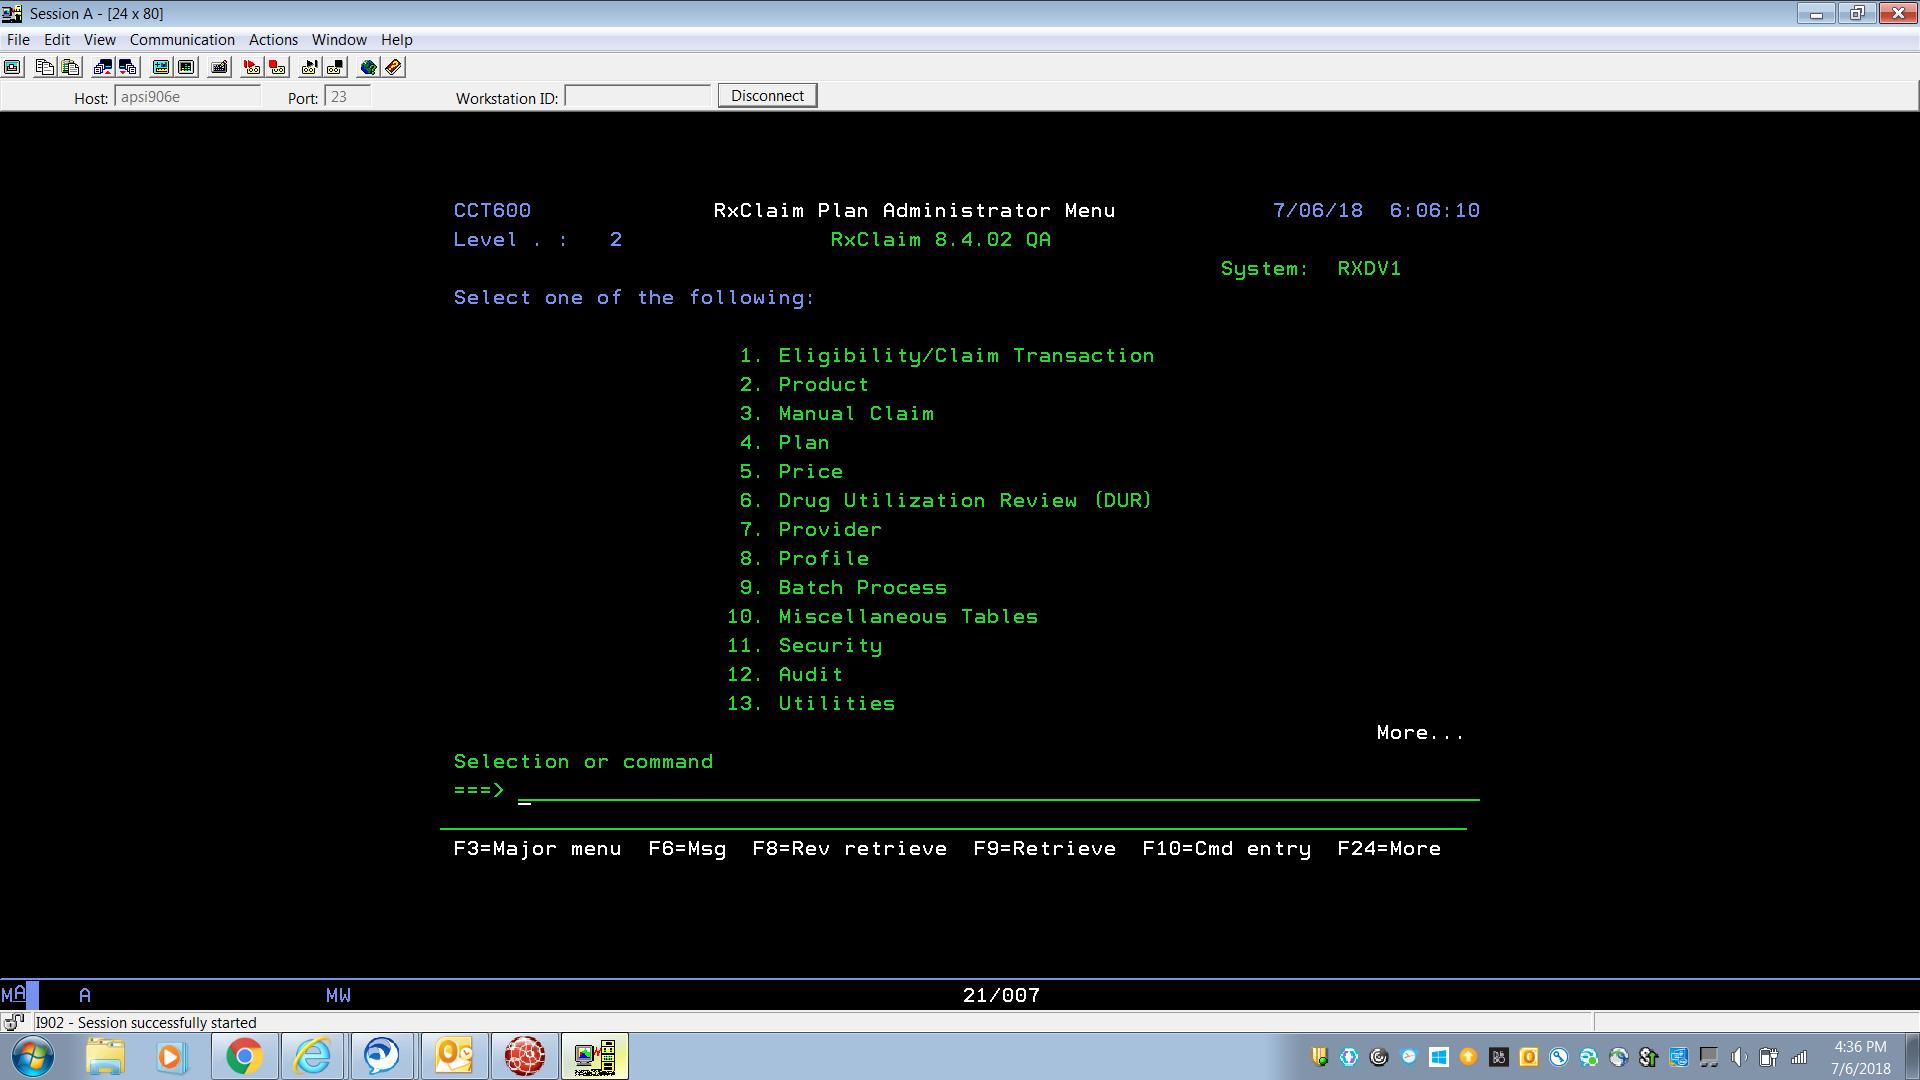 Session A - [24 x 80]
File Edit View Communication Actions Window Help
Host: apsi906e Port: 23 Workstation ID: Disconnect
CCT600 RxClaim Plan Administrator Menu 7/06/18 6:06:10
Level . : 2 RxClaim 8.4.02 QA
System: RXDV1
Select one of the following:
1. Eligibility/Claim Transaction
2. Product
3. Manual Claim
4. Plan
5. Price
6. Drug Utilization Review (DUR)
7. Provider
8. Profile
9. Batch Process
10. Miscellaneous Tables
11. Security
12. Audit
13. Utilities
More...
Selection or command
===>
F3=Major menu F6=Msg F8=Rev retrieve F9=Retrieve F10=Cmd entry F24=More
MA A MW 21/007
I902 - Session successfully started
4:36 PM
7/6/2018